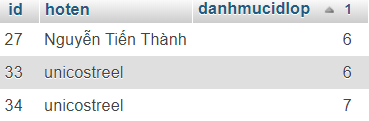 id hoten danhmucidlop 1
27 Nguyễn Tiến Thành 6
33 unicostreel 6
34 unicostreel 7